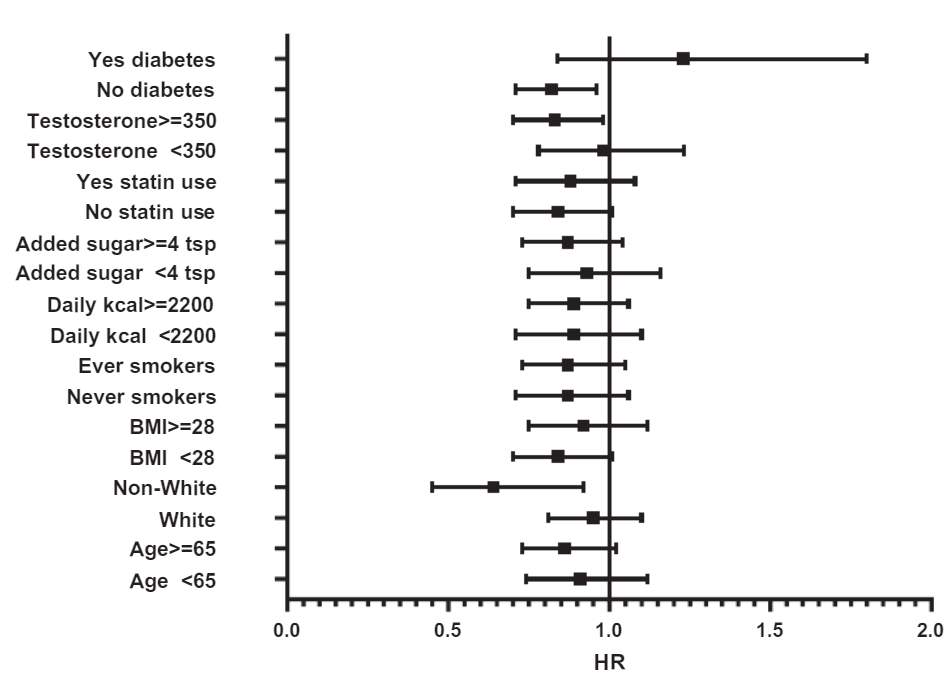 Yes diabetes
No diabetes
Testosterone>=350
Testosterone <350
Yes statin use
No statin use
Added sugar>=4 tsp
Added sugar <4 tsp
Daily kcal>=2200
Daily kcal <2200
Ever smokers
Never smokers
BMI>=28
BMI <28
Non-White
White
Age>=65
Age <65
0.0 0.5 1.0 1.5 2.0
HR